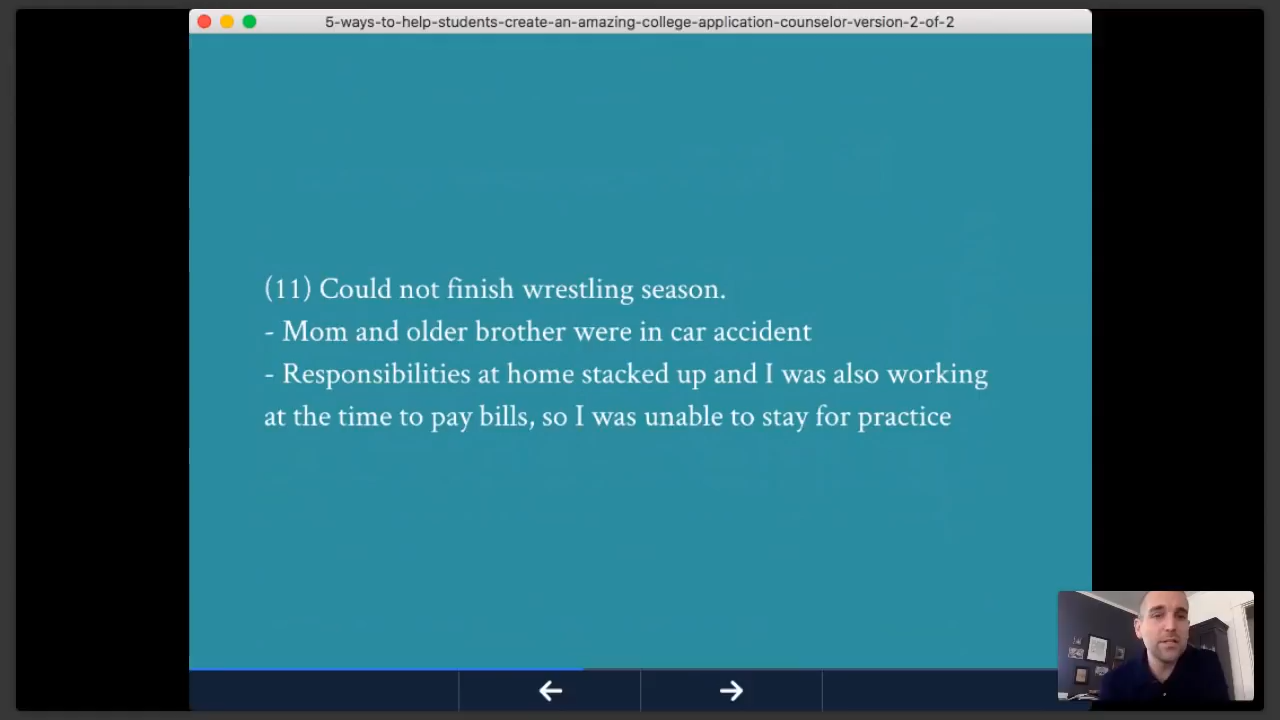 5-ways-to-help-students-create-an-amazing-college-application-counselor-version-2-of-2
(11) Could not finish wrestling season.
- Mom and older brother were in car accident
- Responsibilities at home stacked up and I was also working
at the time to pay bills, so I was unable to stay for practice